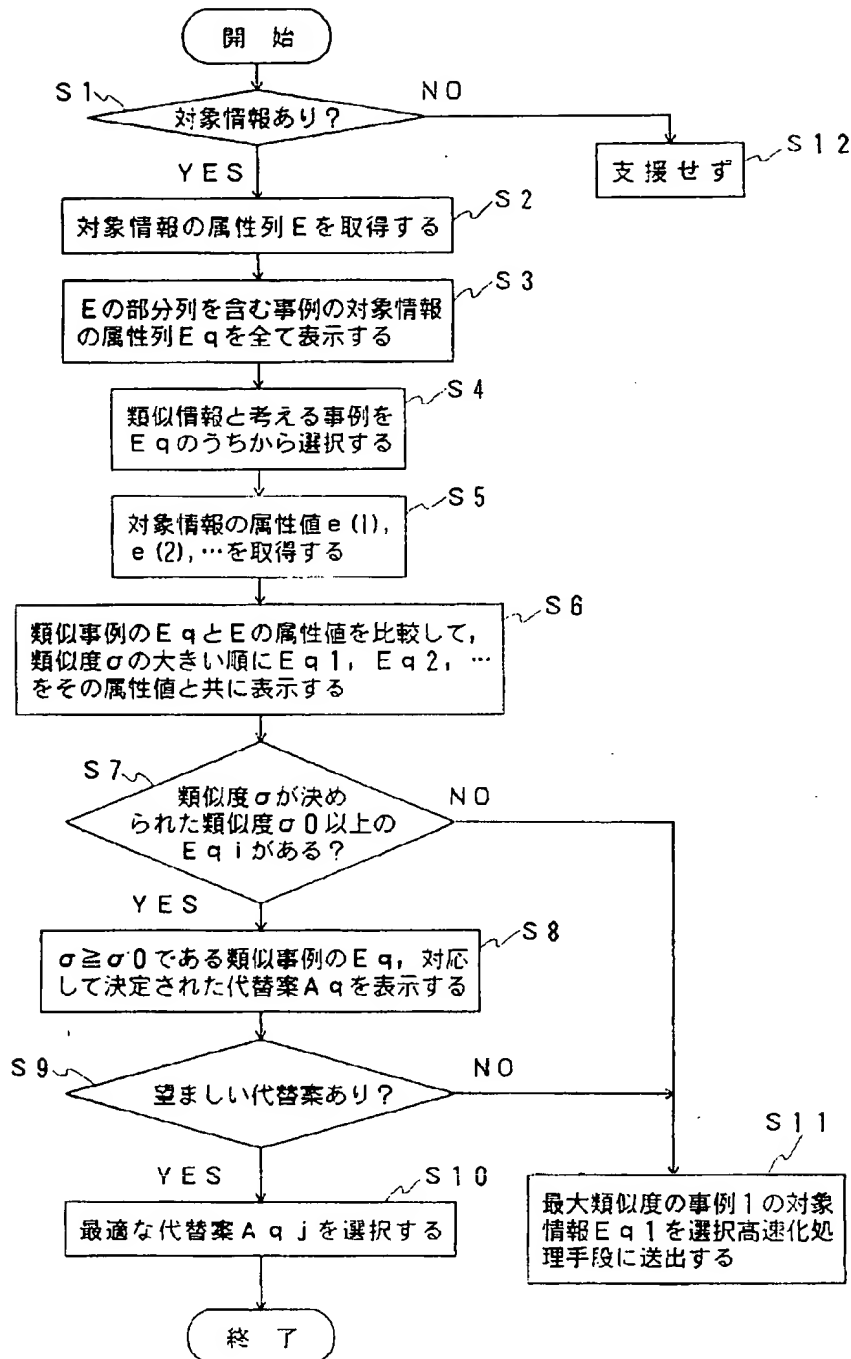 開 始
S1
対象情報あり？
NO
YES
支援せず
S12
対象情報の属性列Eを取得する
S2
Eの部分列を含む事例の対象情報
の属性列Eqを全て表示する
S3
類似情報と考える事例を
Eqのうちから選択する
S4
対象情報の属性値e(1),
e(2),…を取得する
S5
類似事例のEqとEの属性値を比較して,
類似度σの大きい順にEq1, Eq2, …
をその属性値と共に表示する
S6
S7
類似度σが決め
られた類似度σ0以上の
Eqiがある？
NO
YES
σ≧σ0である類似事例のEq, 対応
して決定された代替案Aqを表示する
S8
S9
望ましい代替案あり？
NO
YES
最適な代替案Aqjを選択する
S10
S11
最大類似度の事例1の対象
情報Eq1を選択高速化処
理手段に送出する
終 了